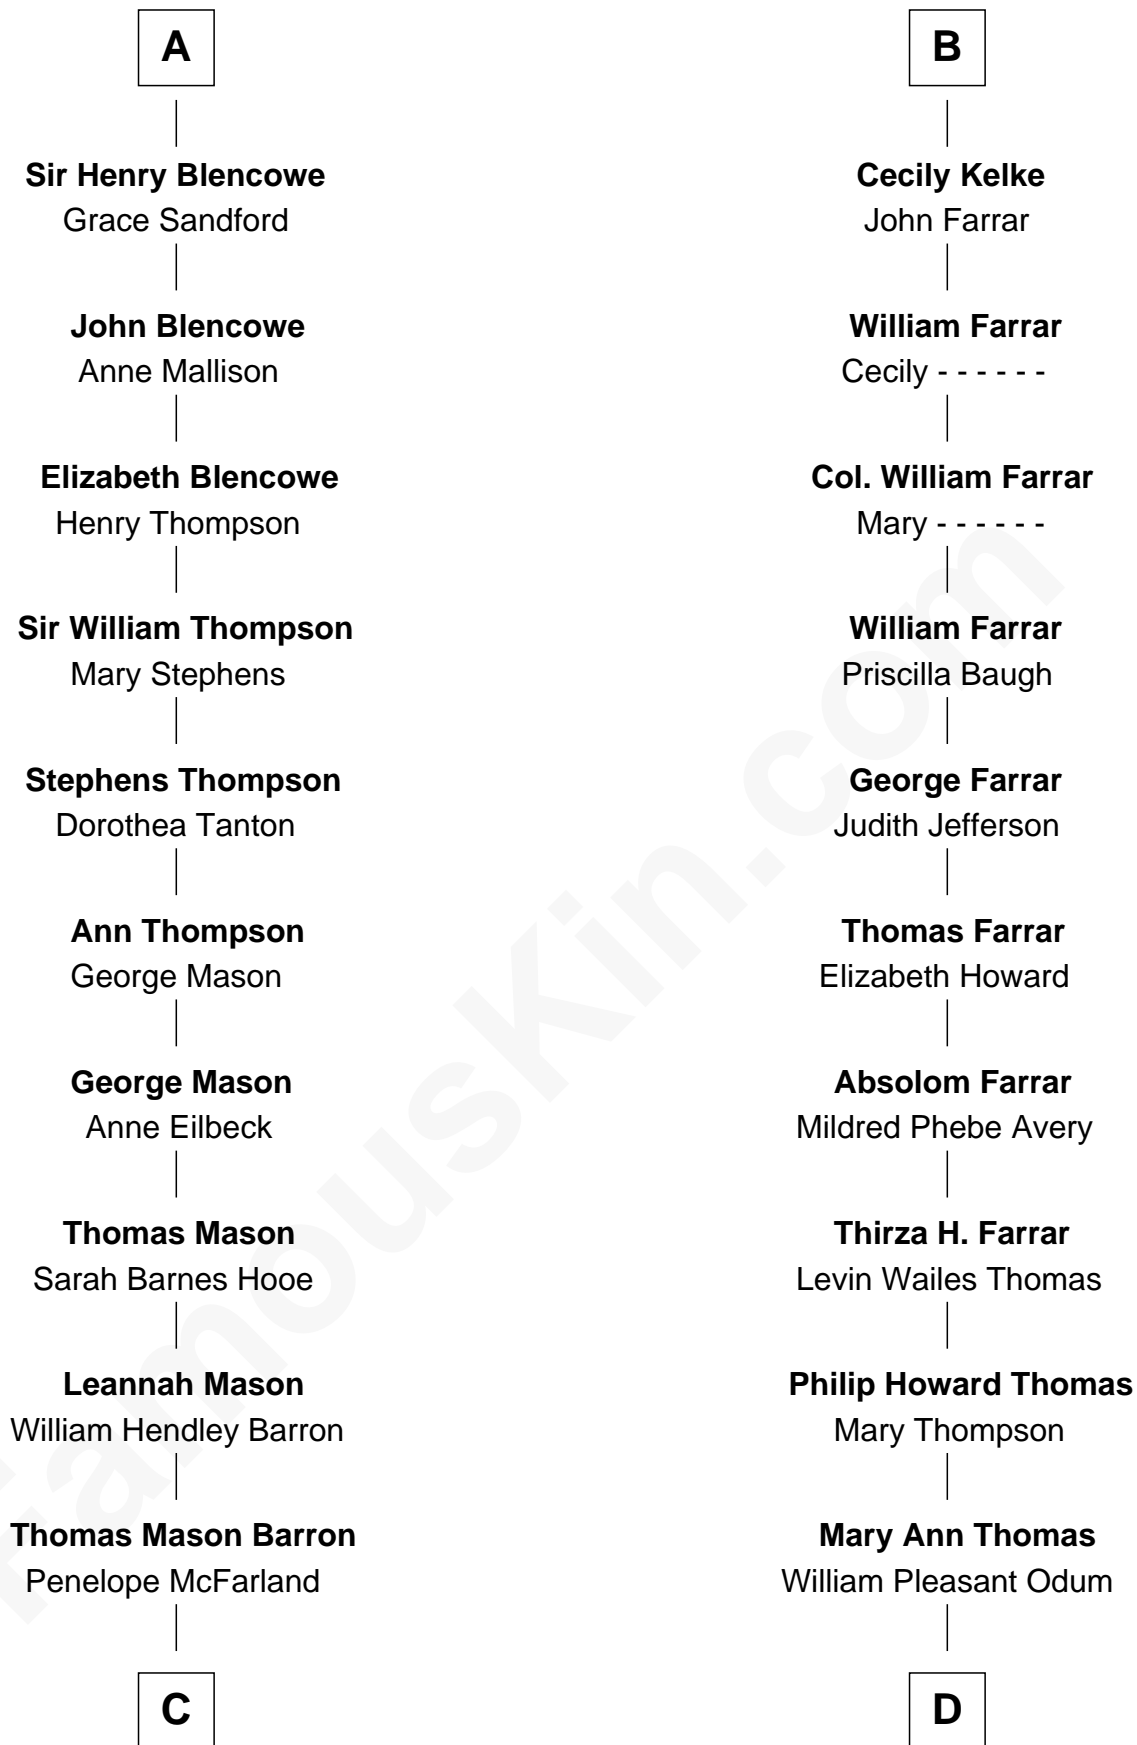 A
Sir Henry Blencowe
Grace Sandford
John Blencowe
Anne Mallison
Elizabeth Blencowe
Henry Thompson
Sir William Thompson
Mary Stephens
Stephens Thompson
Dorothea Tanton
Ann Thompson
George Mason
George Mason
Anne Eilbeck
Thomas Mason
Sarah Barnes Hooe
Leannah Mason
William Hendley Barron
Thomas Mason Barron
Penelope McFarland
C
B
Cecily Kelke
John Farrar
William Farrar
Cecily - - - - - -
Col. William Farrar
Mary - - - - - -
William Farrar
Priscilla Baugh
George Farrar
Judith Jefferson
Thomas Farrar
Elizabeth Howard
Absolom Farrar
Mildred Phebe Avery
Thirza H. Farrar
Levin Wailes Thomas
Philip Howard Thomas
Mary Thompson
Mary Ann Thomas
William Pleasant Odum
D
FamousKin.com